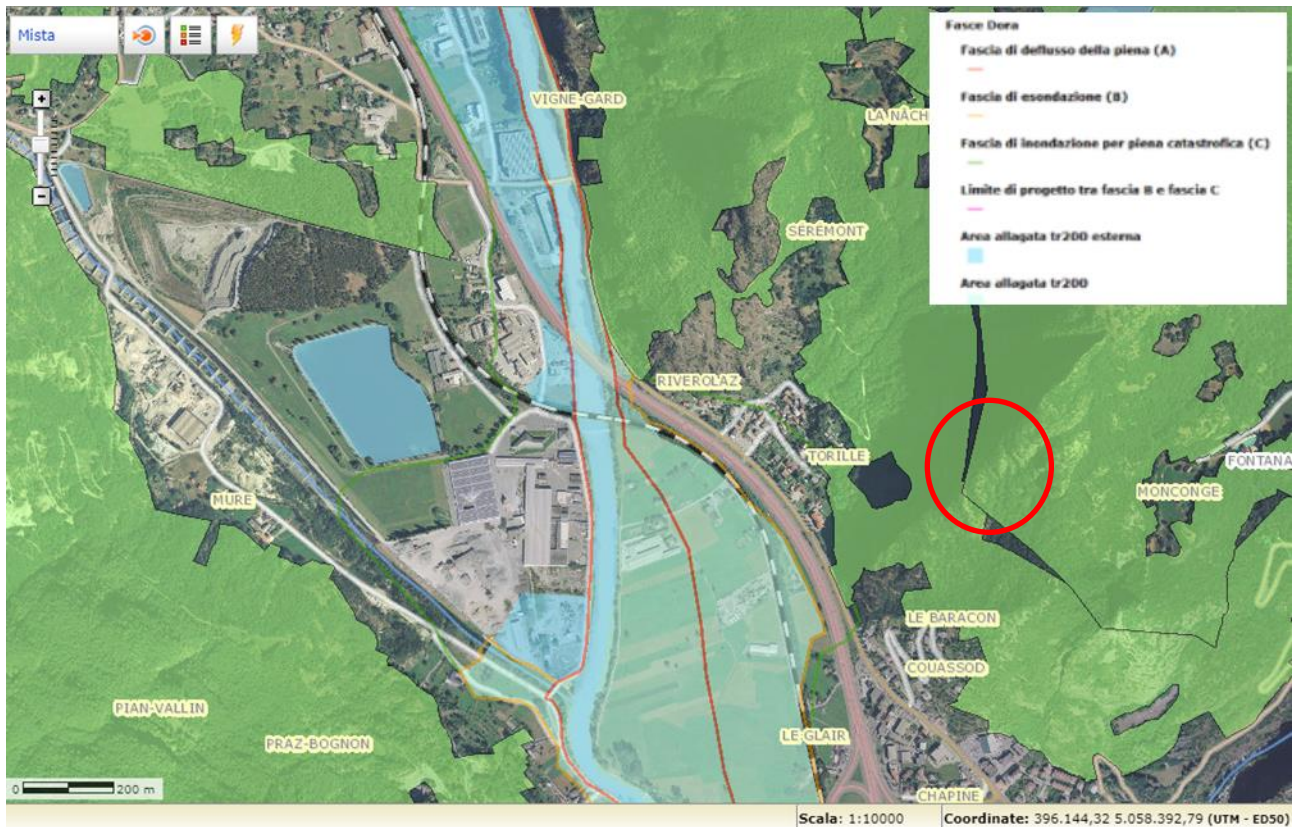 Mista
Fasce Dora
Fascia di deflusso della piena (A)
Fascia di esondazione (B)
Fascia di inondazione per piena catastrofica (C)
Limite di progetto tra fascia B e fascia C
Area allagata tr200 esterna
Area allagata tr200
VIGNE-GARD
LA NÂCH
SÉRÉMONT
RIVEROLAZ
TORILLE
FONTANA
MONCONGE
MURE
LE BARACON
COUASSOD
PIAN-VALLIN
PRAZ-BOGNON
LE GLAIR
CHAPINE
0 200 m
Scala: 1:10000 Coordinate: 396.144,32 5.058.392,79 (UTM - ED50)